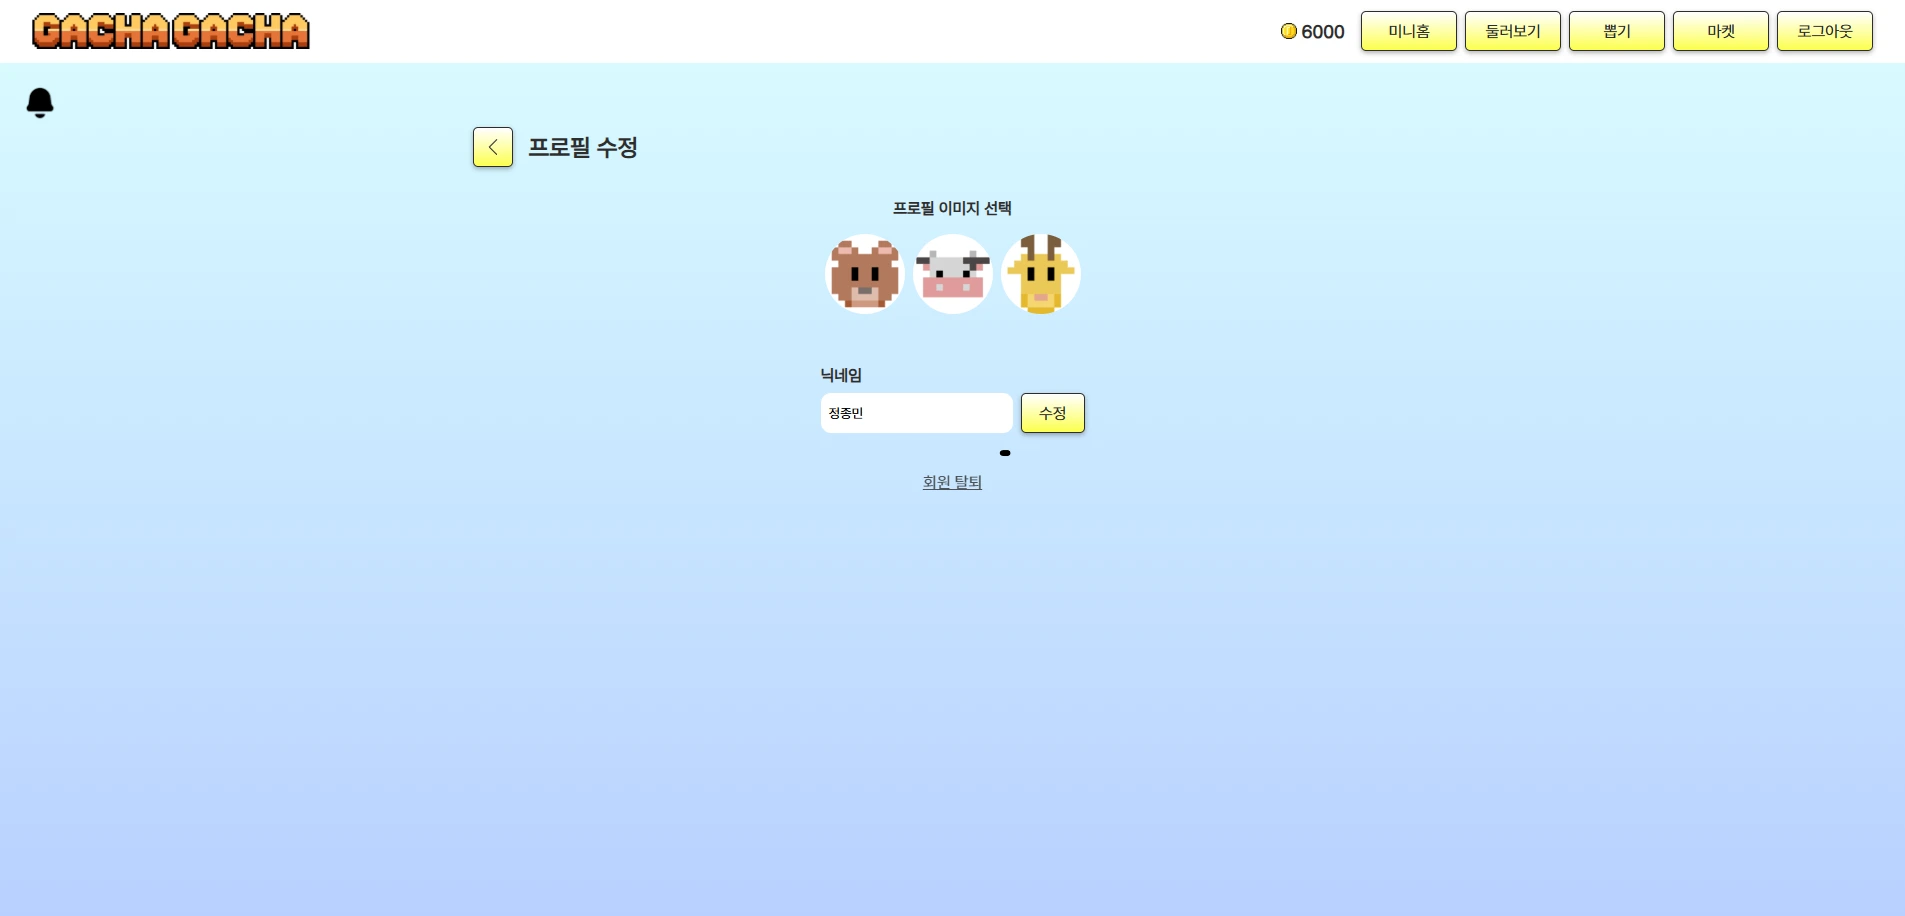 GACHA GACHA
6000
미니홈
둘러보기
뽑기
마켓
로그아웃
프로필 수정
프로필 이미지 선택
닉네임
정종민
수정
회원 탈퇴